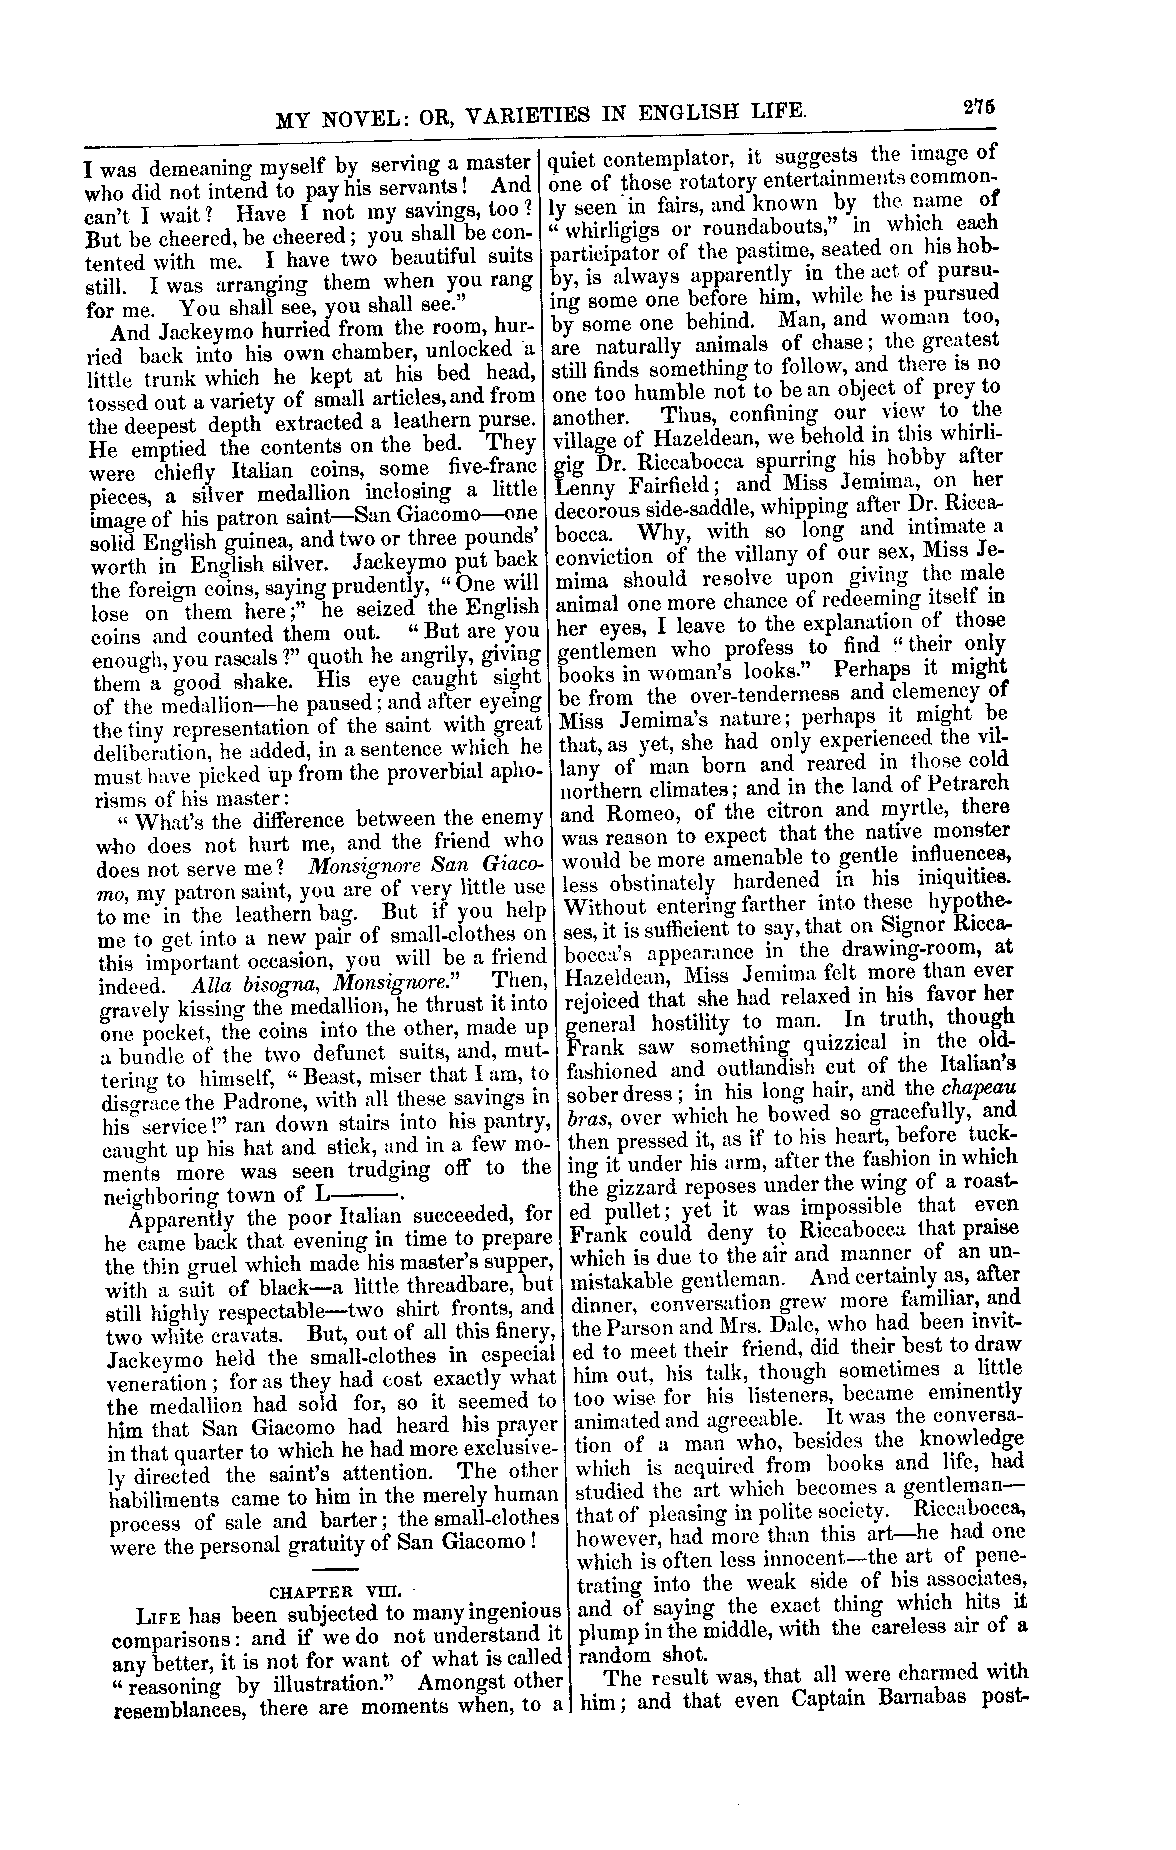 MY NOVEL: OR, VARIETIES IN ENGLISH LIFE. 275
I was demeaning myself by serving a master
who did not intend to pay his servants! And
can't I wait? Have I not my savings, too?
But be cheered, be cheered; you shall be con-
tented with me. I have two beautiful suits
still. I was arranging them when you rang
for me. You shall see, you shall see."
And Jackeymo hurried from the room, hur-
ried back into his own chamber, unlocked a
little trunk which he kept at his bed head,
tossed out a variety of small articles, and from
the deepest depth extracted a leathern purse.
He emptied the contents on the bed. They
were chiefly Italian coins, some five-franc
pieces, a silver medallion inclosing a little
image of his patron saint—San Giacomo—one
solid English guinea, and two or three pounds'
worth in English silver. Jackeymo put back
the foreign coins, saying prudently, "One will
lose on them here;" he seized the English
coins and counted them out. "But are you
enough, you rascals?" quoth he angrily, giving
them a good shake. His eye caught sight
of the medallion—he paused; and after eyeing
the tiny representation of the saint with great
deliberation, he added, in a sentence which he
must have picked up from the proverbial apho-
risms of his master:
"What's the difference between the enemy
who does not hurt me, and the friend who
does not serve me? Monsignore San Giaco-
mo, my patron saint, you are of very little use
to me in the leathern bag. But if you help
me to get into a new pair of small-clothes on
this important occasion, you will be a friend
indeed. Alla bisogna, Monsignore." Then,
gravely kissing the medallion, he thrust it into
one pocket, the coins into the other, made up
a bundle of the two defunct suits, and, mut-
tering to himself, "Beast, miser that I am, to
disgrace the Padrone, with all these savings in
his service!" ran down stairs into his pantry,
caught up his hat and stick, and in a few mo-
ments more was seen trudging off to the
neighboring town of L———.
Apparently the poor Italian succeeded, for
he came back that evening in time to prepare
the thin gruel which made his master's supper,
with a suit of black—a little threadbare, but
still highly respectable—two shirt fronts, and
two white cravats. But, out of all this finery,
Jackeymo held the small-clothes in especial
veneration; for as they had cost exactly what
the medallion had sold for, so it seemed to
him that San Giacomo had heard his prayer
in that quarter to which he had more exclusive-
ly directed the saint's attention. The other
habiliments came to him in the merely human
process of sale and barter; the small-clothes
were the personal gratuity of San Giacomo!
CHAPTER VIII.
LIFE has been subjected to many ingenious
comparisons: and if we do not understand it
any better, it is not for want of what is called
"reasoning by illustration." Amongst other
resemblances, there are moments when, to a
quiet contemplator, it suggests the image of
one of those rotatory entertainments common-
ly seen in fairs, and known by the name of
"whirligigs or roundabouts," in which each
participator of the pastime, seated on his hob-
by, is always apparently in the act of pursu-
ing some one before him, while he is pursued
by some one behind. Man, and woman too,
are naturally animals of chase; the greatest
still finds something to follow, and there is no
one too humble not to be an object of prey to
another. Thus, confining our view to the
village of Hazeldean, we behold in this whirli-
gig Dr. Riccabocca spurring his hobby after
Lenny Fairfield; and Miss Jemima, on her
decorous side-saddle, whipping after Dr. Ricca-
bocca. Why, with so long and intimate a
conviction of the villany of our sex, Miss Je-
mima should resolve upon giving the male
animal one more chance of redeeming itself in
her eyes, I leave to the explanation of those
gentlemen who profess to find "their only
books in woman's looks." Perhaps it might
be from the over-tenderness and clemency of
Miss Jemima's nature; perhaps it might be
that, as yet, she had only experienced the vil-
lany of man born and reared in those cold
northern climates; and in the land of Petrarch
and Romeo, of the citron and myrtle, there
was reason to expect that the native monster
would be more amenable to gentle influences,
less obstinately hardened in his iniquities.
Without entering farther into these hypothe-
ses, it is sufficient to say, that on Signor Ricca-
bocca's appearance in the drawing-room, at
Hazeldean, Miss Jemima felt more than ever
rejoiced that she had relaxed in his favor her
general hostility to man. In truth, though
Frank saw something quizzical in the old-
fashioned and outlandish cut of the Italian's
sober dress; in his long hair, and the chapeau
bras, over which he bowed so gracefully, and
then pressed it, as if to his heart, before tuck-
ing it under his arm, after the fashion in which
the gizzard reposes under the wing of a roast-
ed pullet; yet it was impossible that even
Frank could deny to Riccabocca that praise
which is due to the air and manner of an un-
mistakable gentleman. And certainly as, after
dinner, conversation grew more familiar, and
the Parson and Mrs. Dale, who had been invit-
ed to meet their friend, did their best to draw
him out, his talk, though sometimes a little
too wise for his listeners, became eminently
animated and agreeable. It was the conversa-
tion of a man who, besides the knowledge
which is acquired from books and life, had
studied the art which becomes a gentleman—
that of pleasing in polite society. Riccabocca,
however, had more than this art—he had one
which is often less innocent—the art of pene-
trating into the weak side of his associates,
and of saying the exact thing which hits it
plump in the middle, with the careless air of a
random shot.
The result was, that all were charmed with
him; and that even Captain Barnabas post-